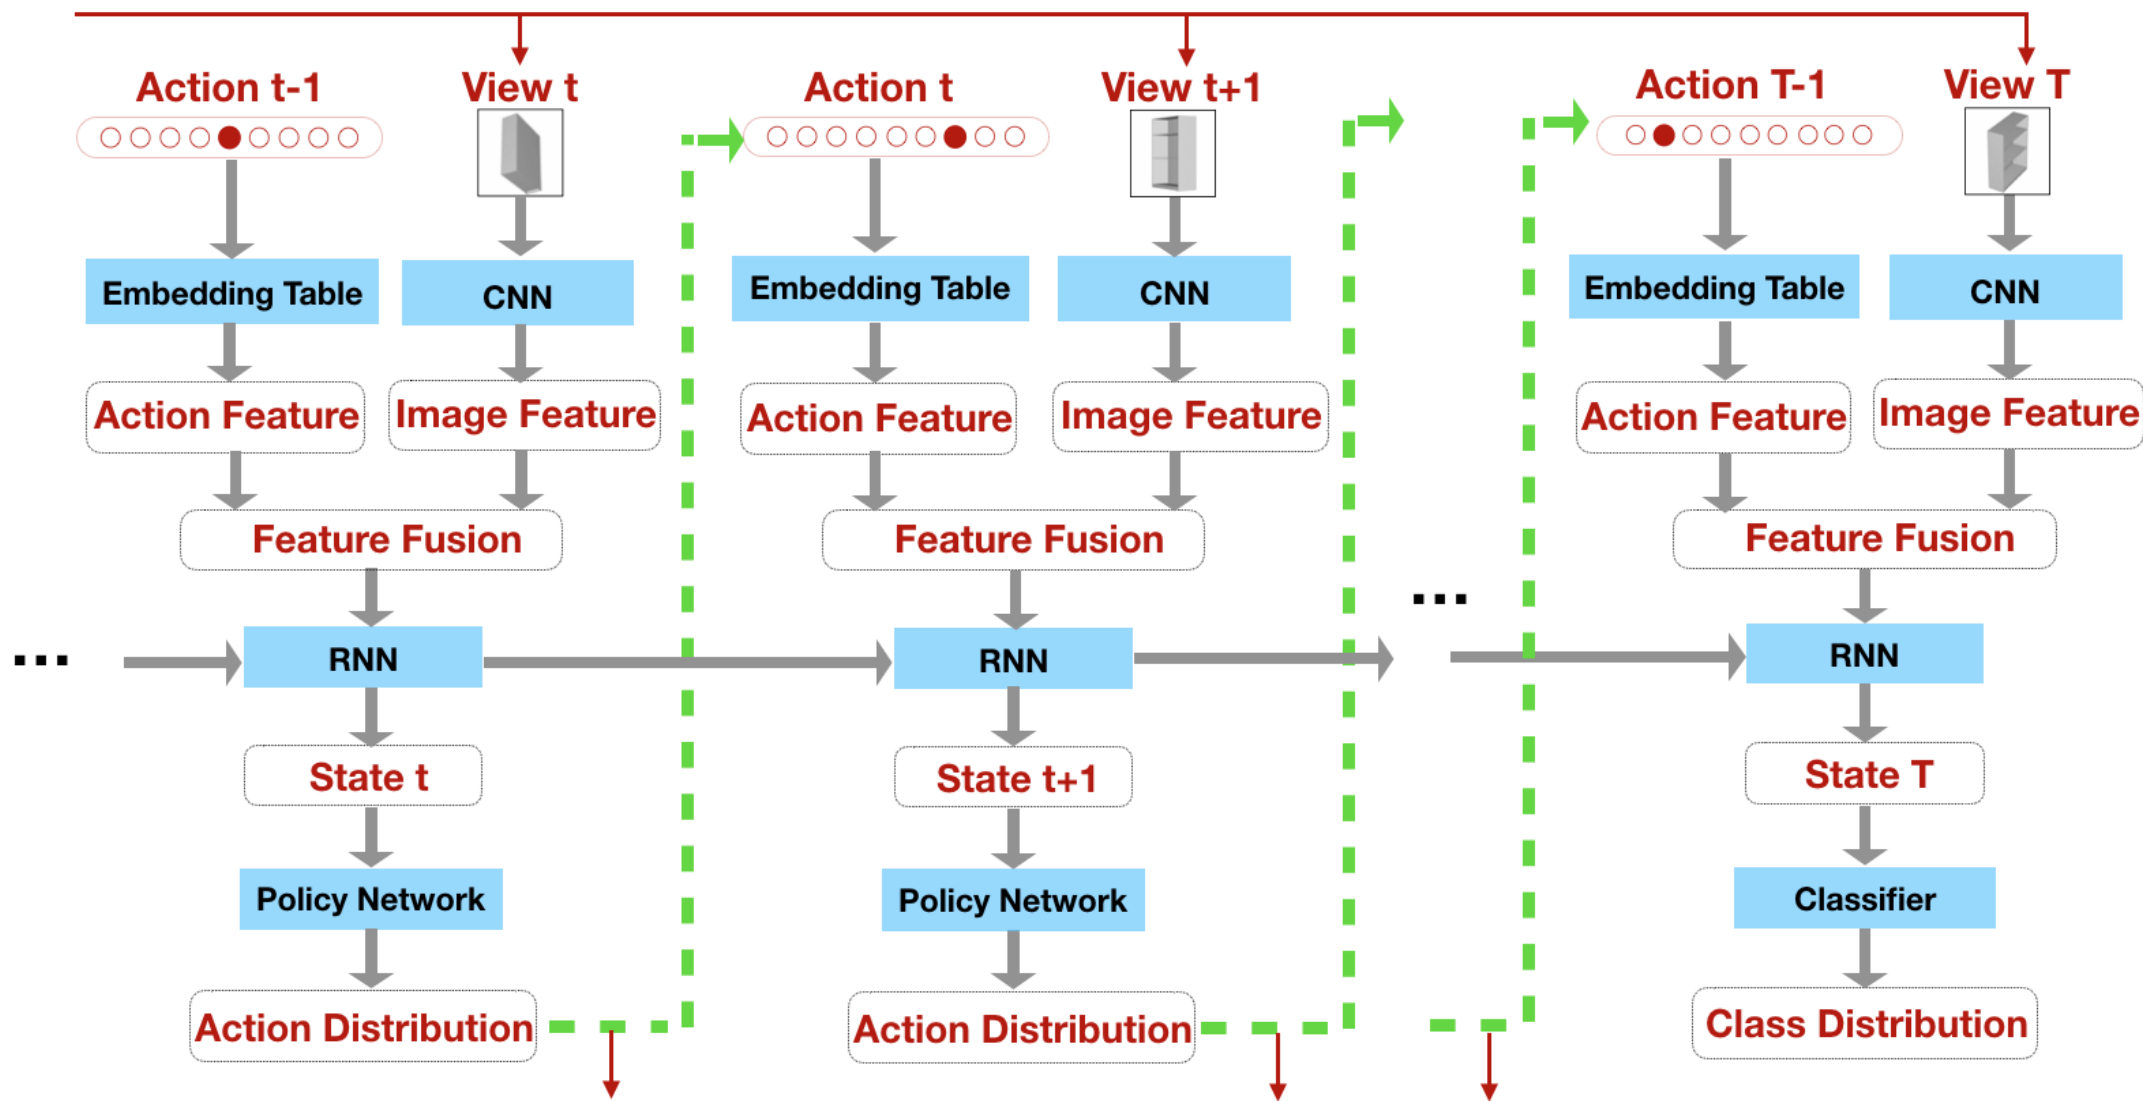 Action t-1
View t
Action t
View t+1
Action T-1
View T
Embedding Table
CNN
Embedding Table
CNN
Embedding Table
CNN
Action Feature
Image Feature
Action Feature
Image Feature
Action Feature
Image Feature
Feature Fusion
Feature Fusion
Feature Fusion
...
...
RNN
RNN
RNN
State t
State t+1
State T
Policy Network
Policy Network
Classifier
Action Distribution
Action Distribution
Class Distribution